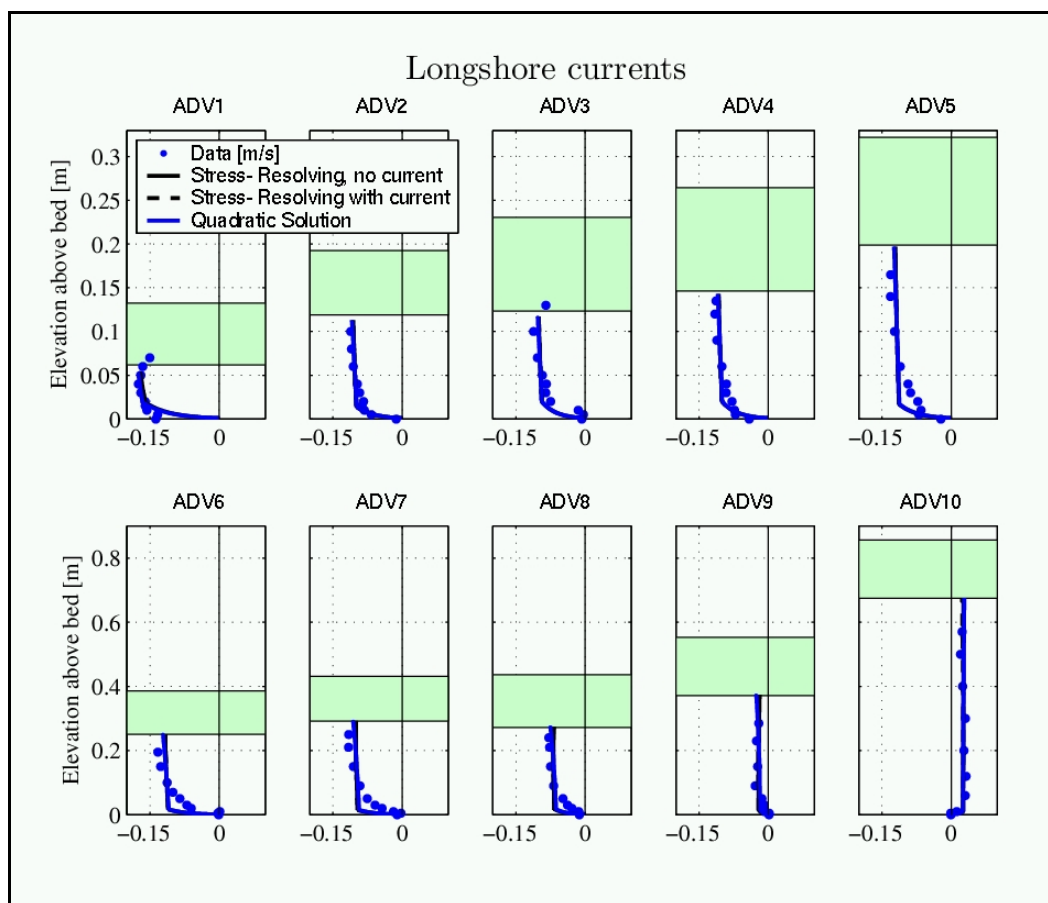 Longshore currents
ADV1 ADV2 ADV3 ADV4 ADV5
Elevation above bed [m]
0.3
0.25
0.2
0.15
0.1
0.05
0
Data [m/s]
Stress- Resolving, no current
Stress- Resolving with current
Quadratic Solution
−0.15 0 −0.15 0 −0.15 0 −0.15 0 −0.15 0
ADV6 ADV7 ADV8 ADV9 ADV10
Elevation above bed [m]
0.8
0.6
0.4
0.2
0
−0.15 0 −0.15 0 −0.15 0 −0.15 0 −0.15 0